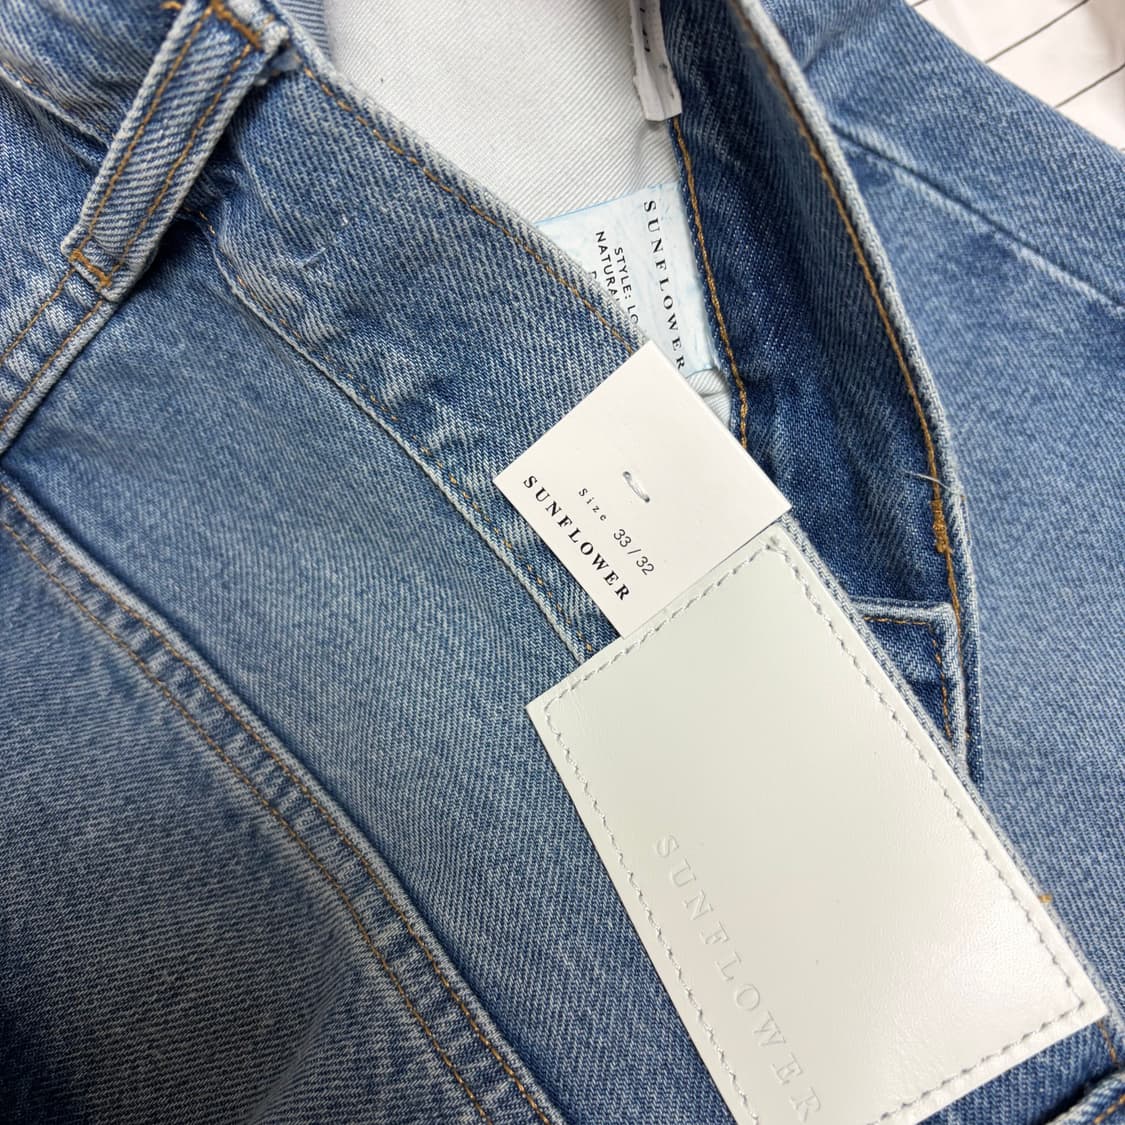 SUNFLOWER
STYLE: LO
NATURA
Size 33/32
SUNFLOWER
SUNFLOWER